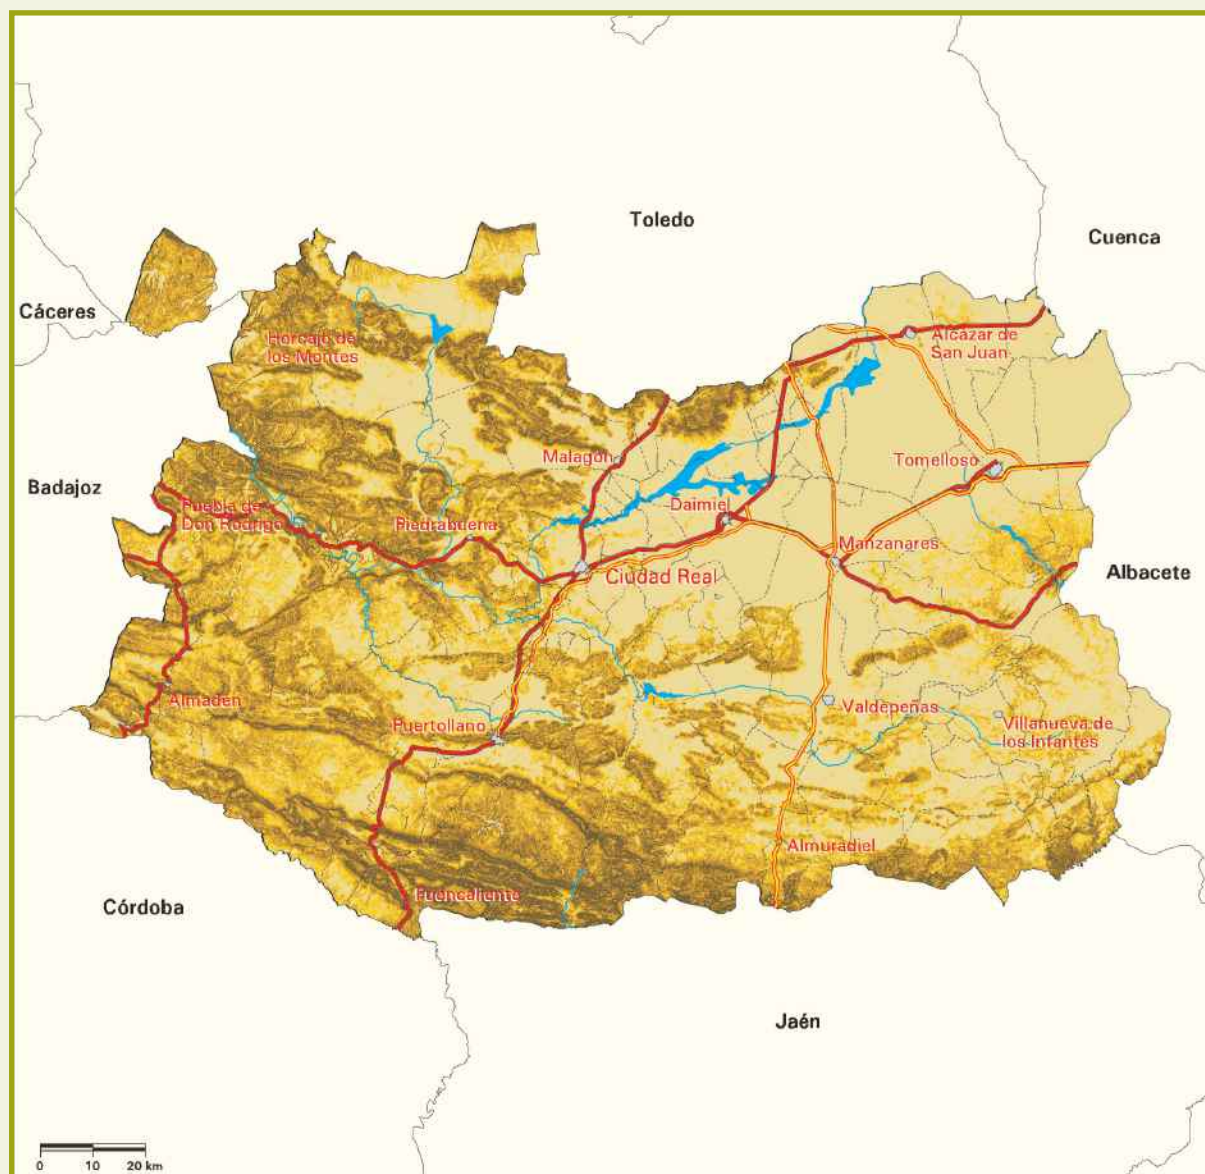 Toledo
Cuenca
Cáceres
Horcajo de
los Montes
Alcázar de
San Juan
Malagón
Tomelloso
Badajoz
Puebla de
Don Rodrigo
Piedrabuena
Daimiel
Manzanares
Ciudad Real
Albacete
Almadén
Puertollano
Valdepeñas
Villanueva de
los Infantes
Almuradiel
Fuencaliente
Córdoba
Jaén
0 10 20 km